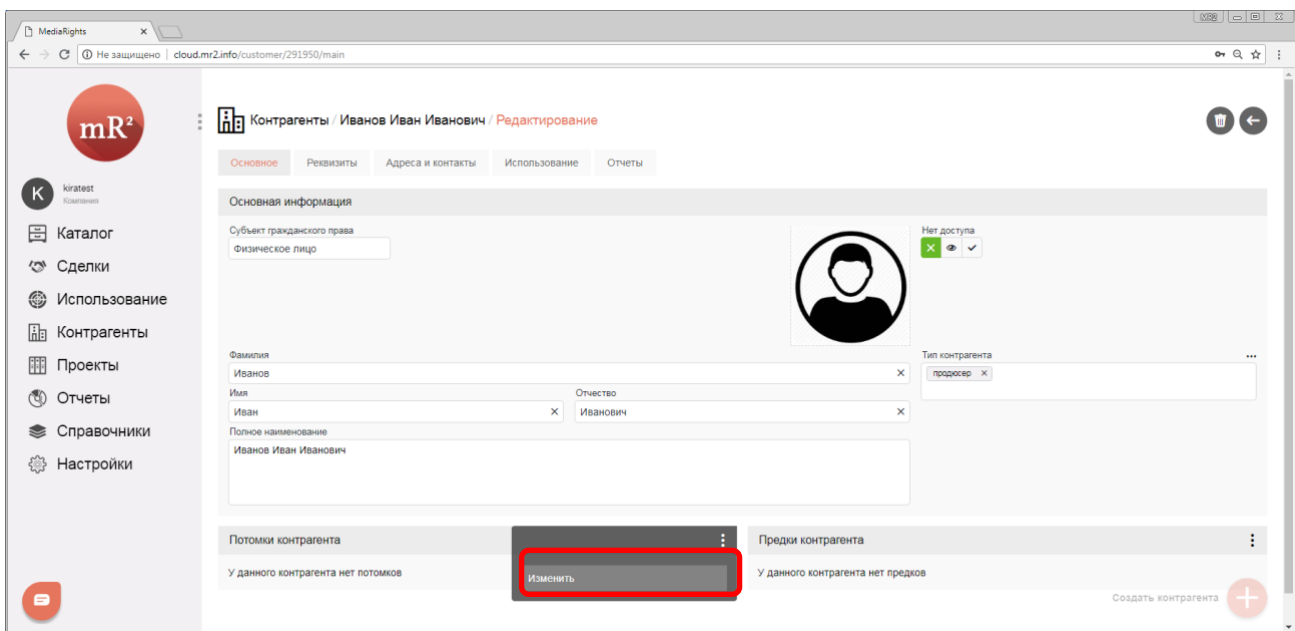 MR2
MediaRights
Не защищено | cloud.mr2.info/customer/291950/main
mR²
Контрагенты / Иванов Иван Иванович / Редактирование
Основное Реквизиты Адреса и контакты Использование Отчеты
K
kiratest
Компания
Каталог
Сделки
Использование
Контрагенты
Проекты
Отчеты
Справочники
Настройки
Основная информация
Субъект гражданского права
Физическое лицо
Нет доступа
Фамилия
Иванов
Тип контрагента
продюсер
Имя
Отчество
Иван
Иванович
Полное наименование
Иванов Иван Иванович
Потомки контрагента
Предки контрагента
У данного контрагента нет потомков
Изменить
У данного контрагента нет предков
Создать контрагента